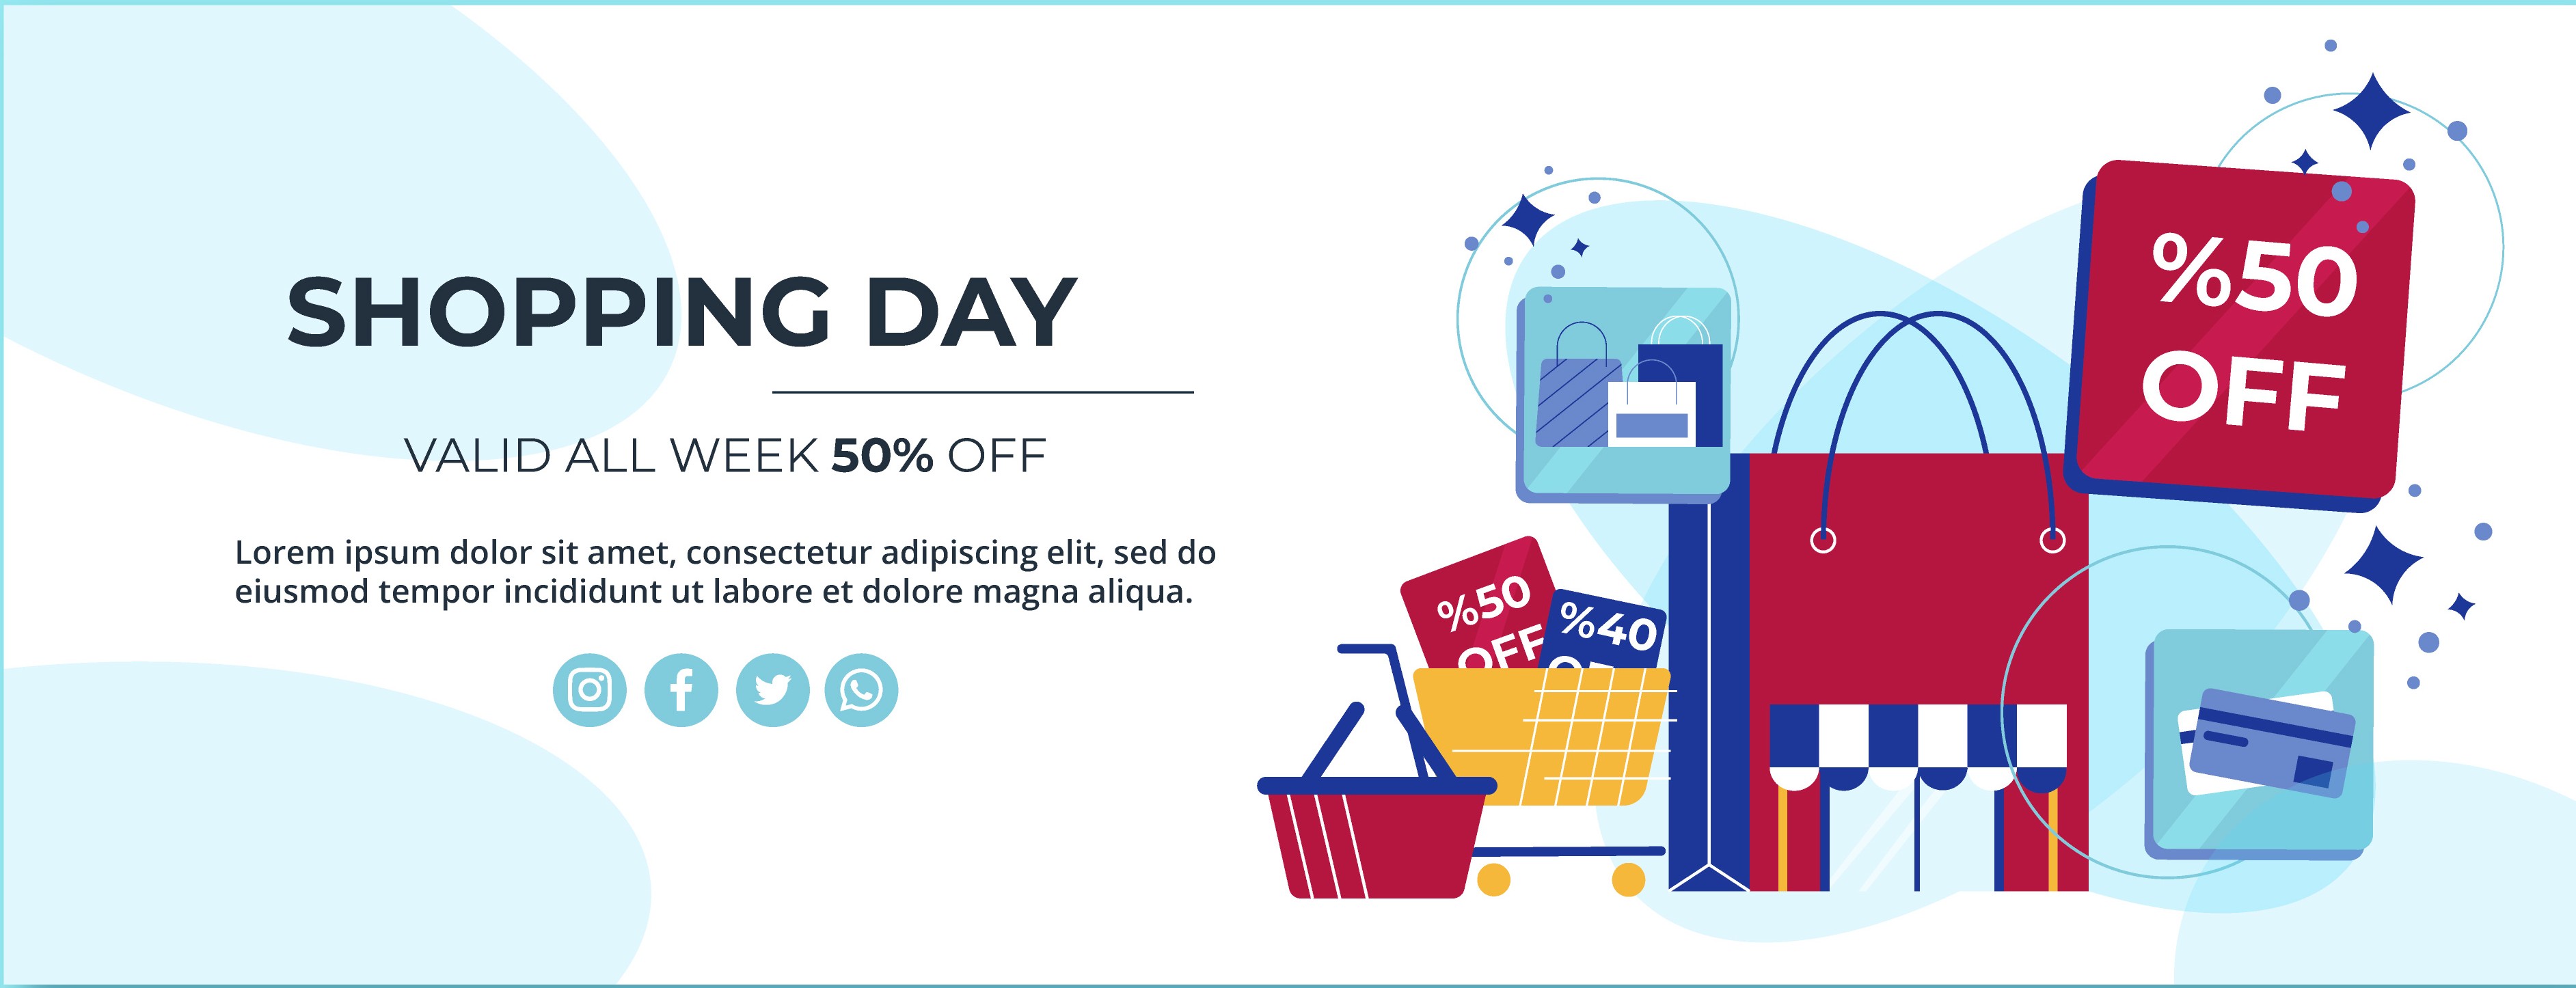 SHOPPING DAY
VALID ALL WEEK 50% OFF
Lorem ipsum dolor sit amet, consectetur adipiscing elit, sed do
eiusmod tempor incididunt ut labore et dolore magna aliqua.
%50
OFF
%50
OFF
%40